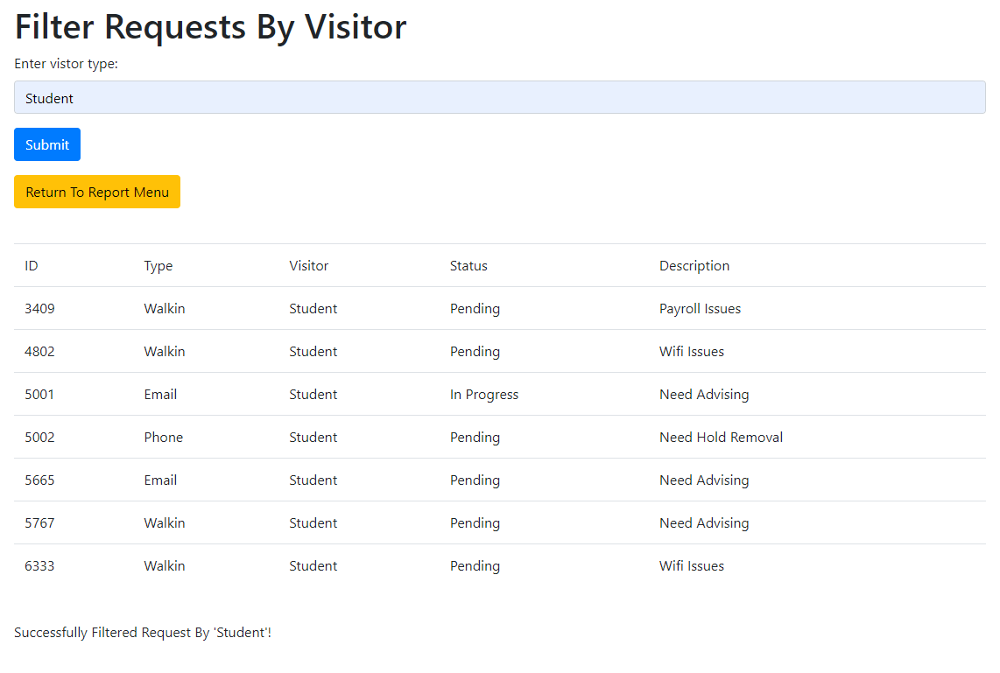 Filter Requests By Visitor
Enter vistor type:
Student
Submit
Return To Report Menu
ID Type Visitor Status Description
3409 Walkin Student Pending Payroll Issues
4802 Walkin Student Pending Wifi Issues
5001 Email Student In Progress Need Advising
5002 Phone Student Pending Need Hold Removal
5665 Email Student Pending Need Advising
5767 Walkin Student Pending Need Advising
6333 Walkin Student Pending Wifi Issues
Successfully Filtered Request By 'Student'!